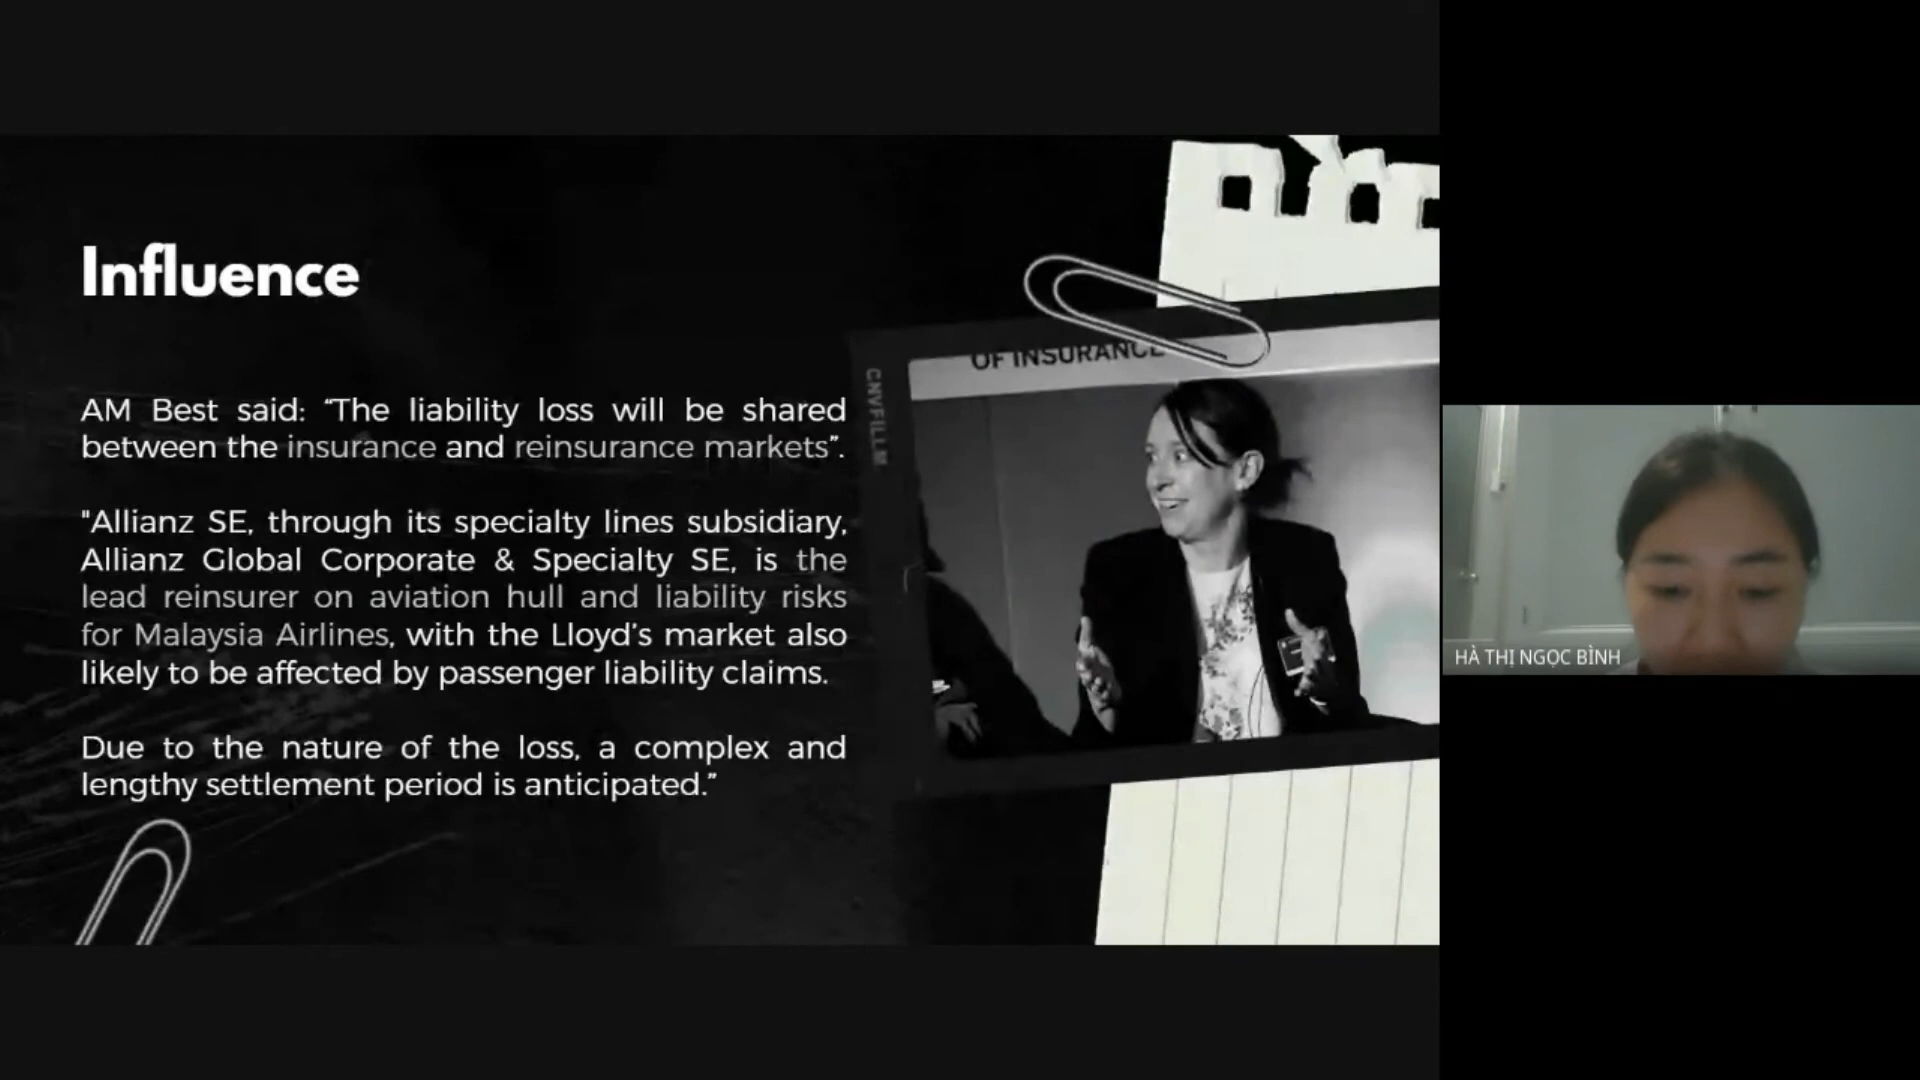 Influence
AM Best said: “The liability loss will be shared
between the insurance and reinsurance markets”.
"Allianz SE, through its specialty lines subsidiary,
Allianz Global Corporate & Specialty SE, is the
lead reinsurer on aviation hull and liability risks
for Malaysia Airlines, with the Lloyd’s market also
likely to be affected by passenger liability claims.
Due to the nature of the loss, a complex and
lengthy settlement period is anticipated.”
OF INSURANCE
CNVFILLM
HÀ THỊ NGỌC BÌNH